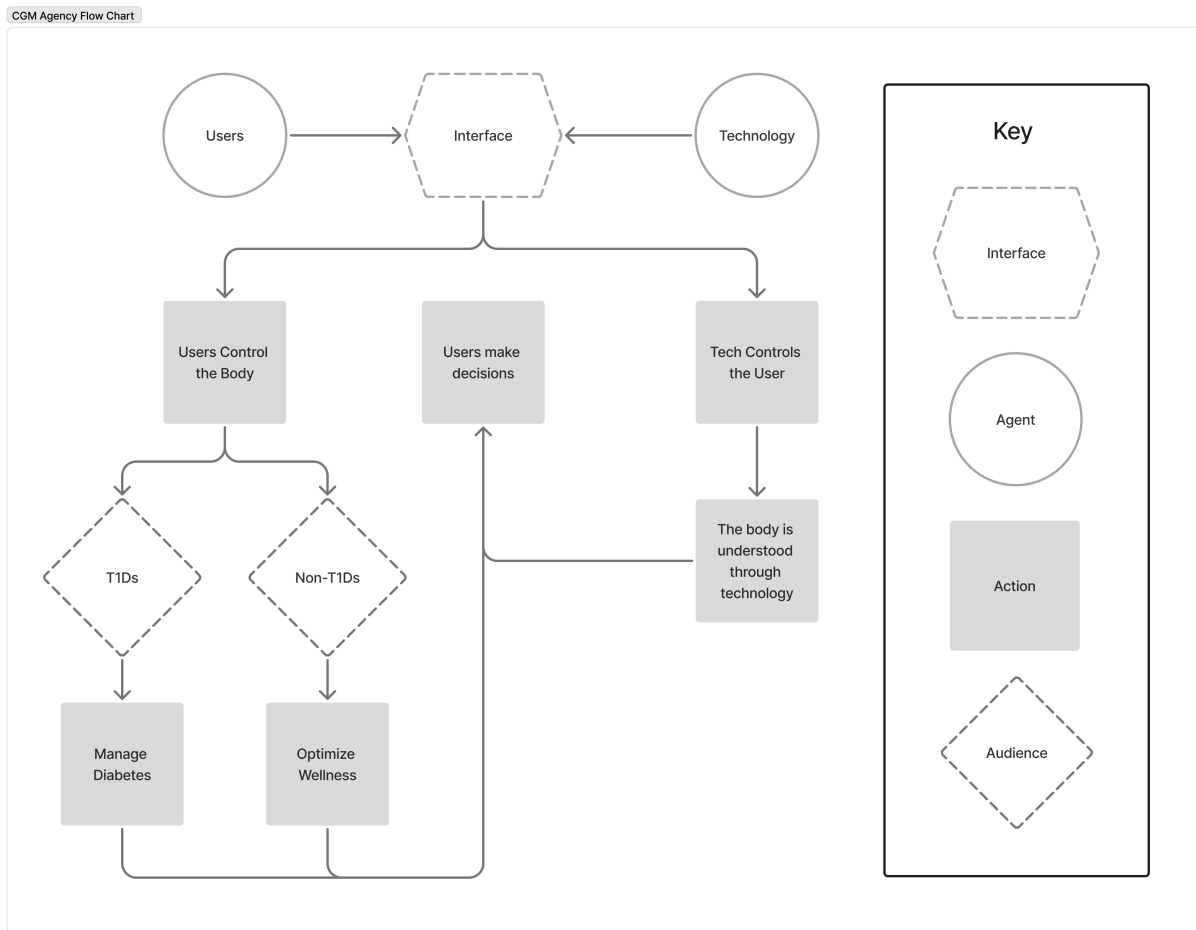 CGM Agency Flow Chart
Users
Interface
Technology
Key
Interface
Users Control
the Body
Users make
decisions
Tech Controls
the User
Agent
The body is
understood
through
technology
T1Ds
Non-T1Ds
Action
Manage
Diabetes
Optimize
Wellness
Audience